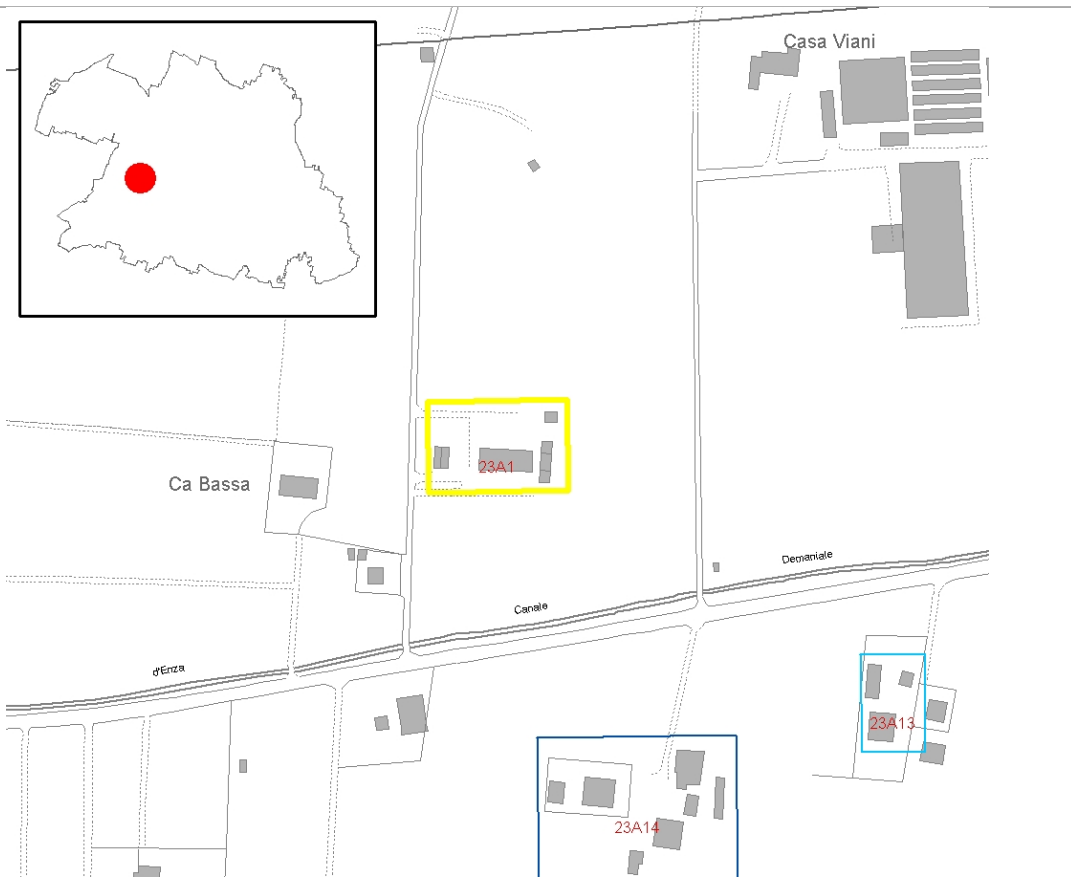 Casa Viani
23A1
Ca Bassa
Demaniale
Canale
d'Enza
23A13
23A14